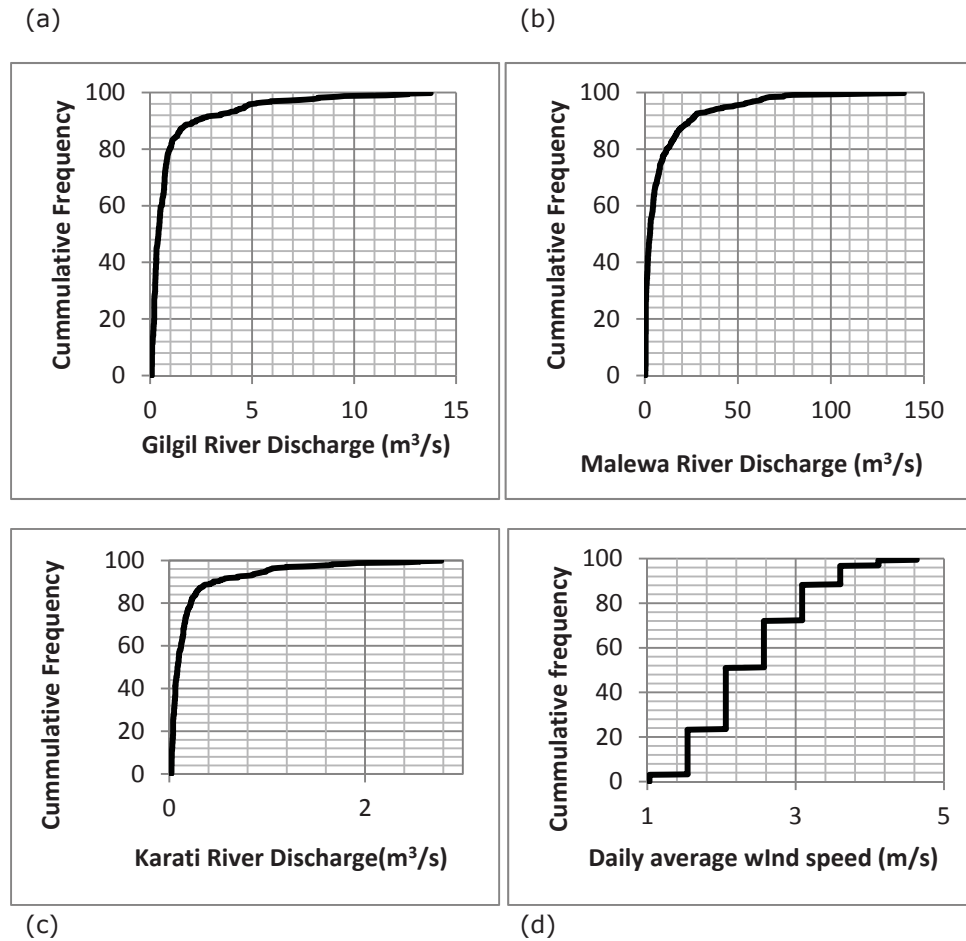 (a)
(b)
100
80
60
40
20
0
Cummulative Frequency
0 5 10 15
Gilgil River Discharge (m³/s)
100
80
60
40
20
0
Cummulative Frequency
0 50 100 150
Malewa River Discharge (m³/s)
100
80
60
40
20
0
Cummulative Frequency
0 2
Karati River Discharge(m³/s)
100
80
60
40
20
0
Cummulative frequency
1 3 5
Daily average wInd speed (m/s)
(c)
(d)